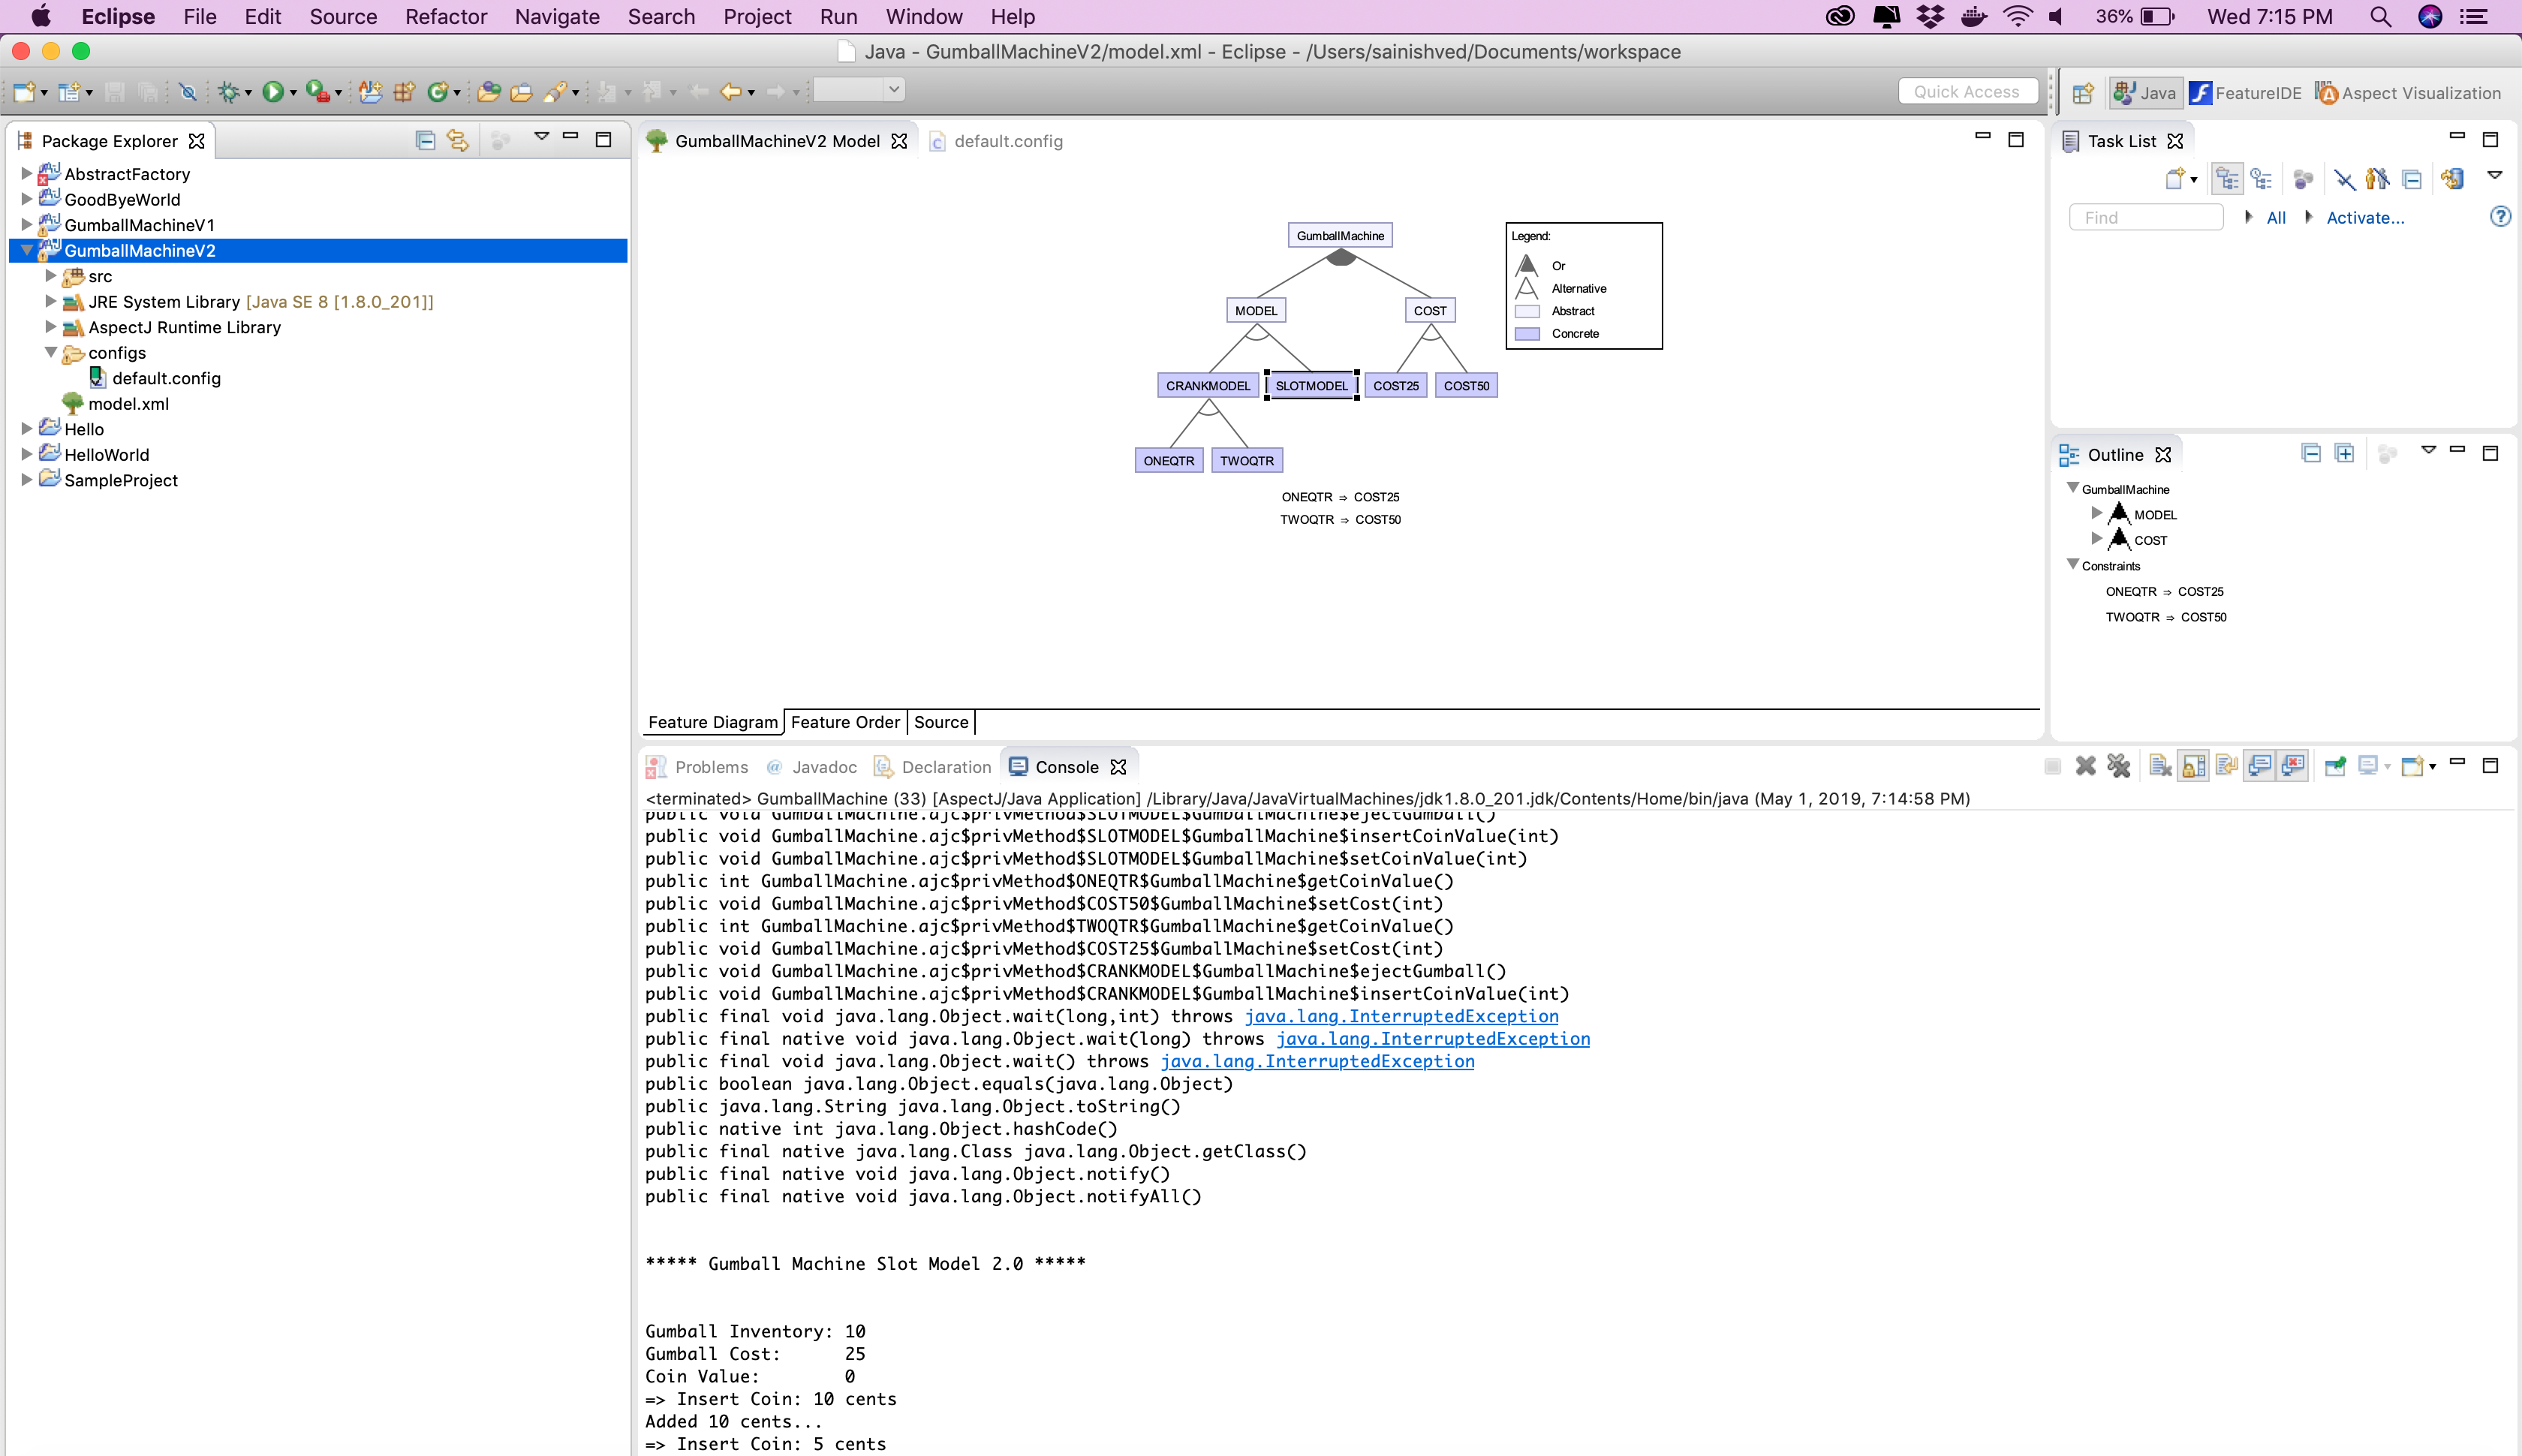 Eclipse File Edit Source Refactor Navigate Search Project Run Window Help 36% Wed 7:15 PM
Java - GumballMachineV2/model.xml - Eclipse - /Users/sainishved/Documents/workspace
Quick Access Java FeatureIDE Aspect Visualization
Package Explorer
AbstractFactory
GoodByeWorld
GumballMachineV1
GumballMachineV2
src
JRE System Library [Java SE 8 [1.8.0_201]]
AspectJ Runtime Library
configs
default.config
model.xml
Hello
HelloWorld
SampleProject
GumballMachineV2 Model default.config
GumballMachine
MODEL COST
CRANKMODEL SLOTMODEL COST25 COST50
ONEQTR TWOQTR
ONEQTR ⇒ COST25
TWOQTR ⇒ COST50
Legend:
Or
Alternative
Abstract
Concrete
Feature Diagram Feature Order Source
Task List
Find All Activate...
Outline
GumballMachine
MODEL
COST
Constraints
ONEQTR ⇒ COST25
TWOQTR ⇒ COST50
Problems Javadoc Declaration Console
<terminated> GumballMachine (33) [AspectJ/Java Application] /Library/Java/JavaVirtualMachines/jdk1.8.0_201.jdk/Contents/Home/bin/java (May 1, 2019, 7:14:58 PM)
public void GumballMachine.ajc$privMethod$SLOTMODEL$GumballMachine$ejectGumball()
public void GumballMachine.ajc$privMethod$SLOTMODEL$GumballMachine$insertCoinValue(int)
public void GumballMachine.ajc$privMethod$SLOTMODEL$GumballMachine$setCoinValue(int)
public int GumballMachine.ajc$privMethod$ONEQTR$GumballMachine$getCoinValue()
public void GumballMachine.ajc$privMethod$COST50$GumballMachine$setCost(int)
public int GumballMachine.ajc$privMethod$TWOQTR$GumballMachine$getCoinValue()
public void GumballMachine.ajc$privMethod$COST25$GumballMachine$setCost(int)
public void GumballMachine.ajc$privMethod$CRANKMODEL$GumballMachine$ejectGumball()
public void GumballMachine.ajc$privMethod$CRANKMODEL$GumballMachine$insertCoinValue(int)
public final void java.lang.Object.wait(long,int) throws java.lang.InterruptedException
public final native void java.lang.Object.wait(long) throws java.lang.InterruptedException
public final void java.lang.Object.wait() throws java.lang.InterruptedException
public boolean java.lang.Object.equals(java.lang.Object)
public java.lang.String java.lang.Object.toString()
public native int java.lang.Object.hashCode()
public final native java.lang.Class java.lang.Object.getClass()
public final native void java.lang.Object.notify()
public final native void java.lang.Object.notifyAll()
***** Gumball Machine Slot Model 2.0 *****
Gumball Inventory: 10
Gumball Cost: 25
Coin Value: 0
=> Insert Coin: 10 cents
Added 10 cents...
=> Insert Coin: 5 cents